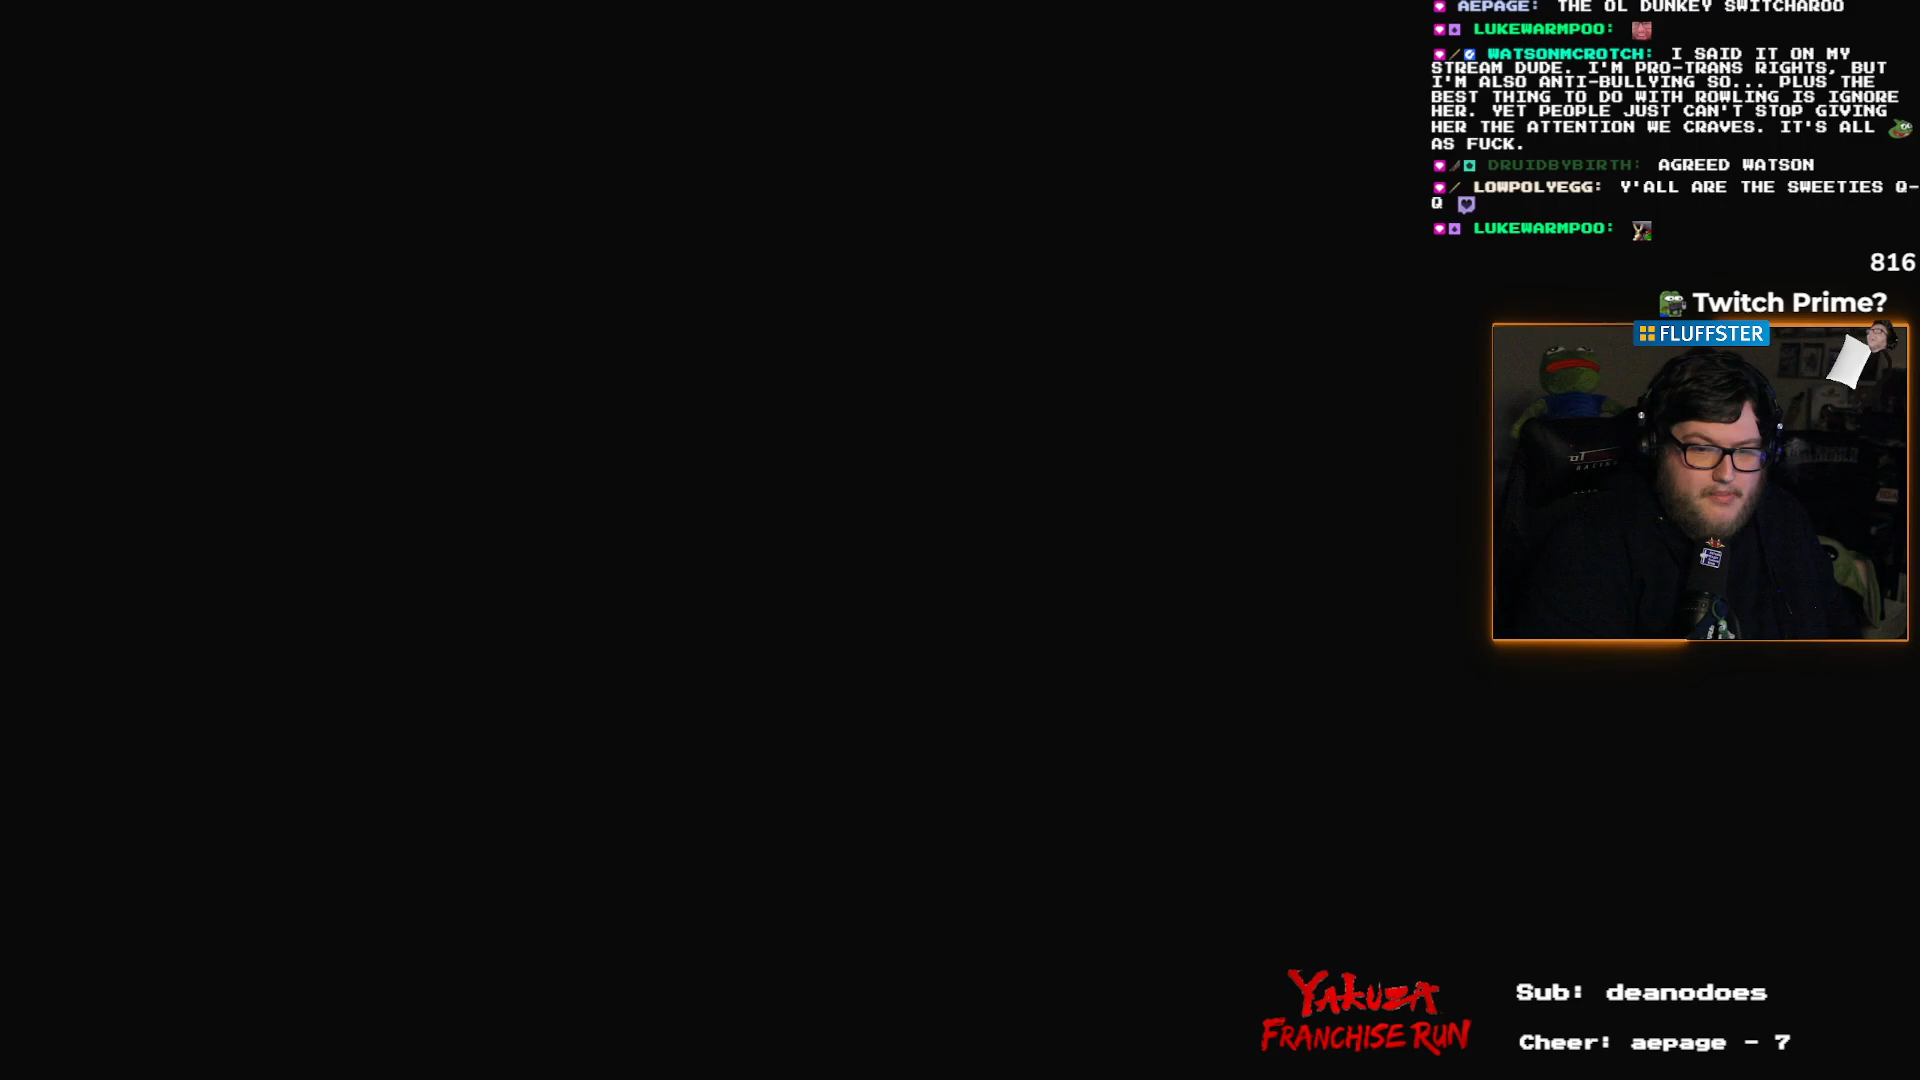 AEPAGE: THE OL DUNKEY SWITCHAROO
LUKEWARMPOO:
WATSONMCROTCH: I SAID IT ON MY
STREAM DUDE. I'M PRO-TRANS RIGHTS, BUT
I'M ALSO ANTI-BULLYING SO... PLUS THE
BEST THING TO DO WITH ROWLING IS IGNORE
HER. YET PEOPLE JUST CAN'T STOP GIVING
HER THE ATTENTION WE CRAVES. IT'S ALL
AS FUCK.
DRUIDBYBIRTH: AGREED WATSON
LOWPOLYEGG: Y'ALL ARE THE SWEETIES Q-
Q
LUKEWARMPOO:
816
Twitch Prime?
FLUFFSTER
RACING
YAKUZA
FRANCHISE RUN
Sub: deanodoes
Cheer: aepage - 7